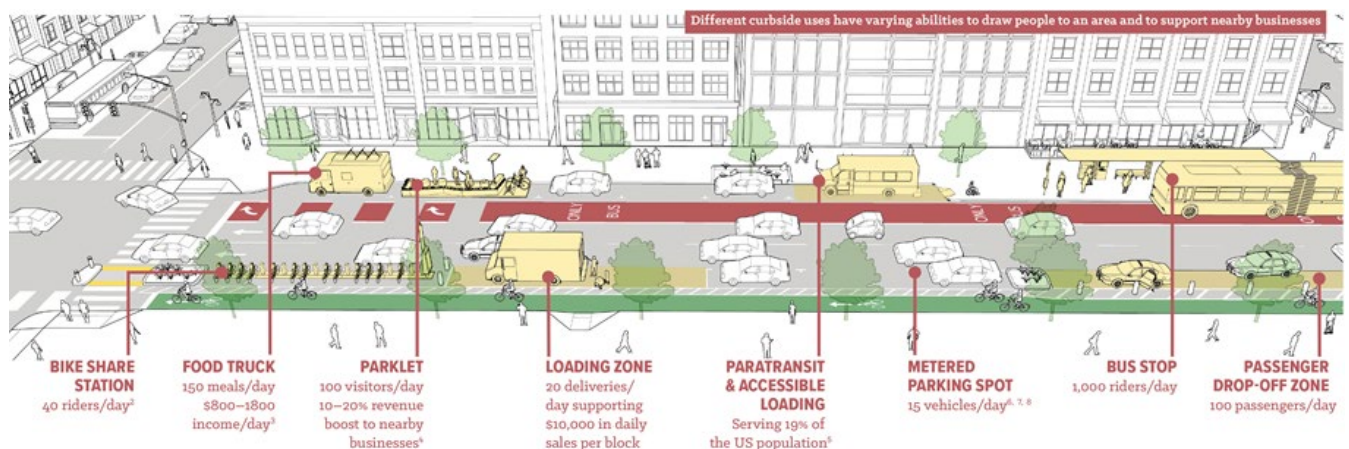 Different curbside uses have varying abilities to draw people to an area and to support nearby businesses
ONLY
BUS
ONLY
BUS
BIKE SHARE
STATION
40 riders/day²
FOOD TRUCK
150 meals/day
$800–1800
income/day³
PARKLET
100 visitors/day
10–20% revenue
boost to nearby
businesses⁴
LOADING ZONE
20 deliveries/
day supporting
$10,000 in daily
sales per block
PARATRANSIT
& ACCESSIBLE
LOADING
Serving 19% of
the US population⁵
METERED
PARKING SPOT
15 vehicles/day⁶, ⁷, ⁸
BUS STOP
1,000 riders/day
PASSENGER
DROP-OFF ZONE
100 passengers/day